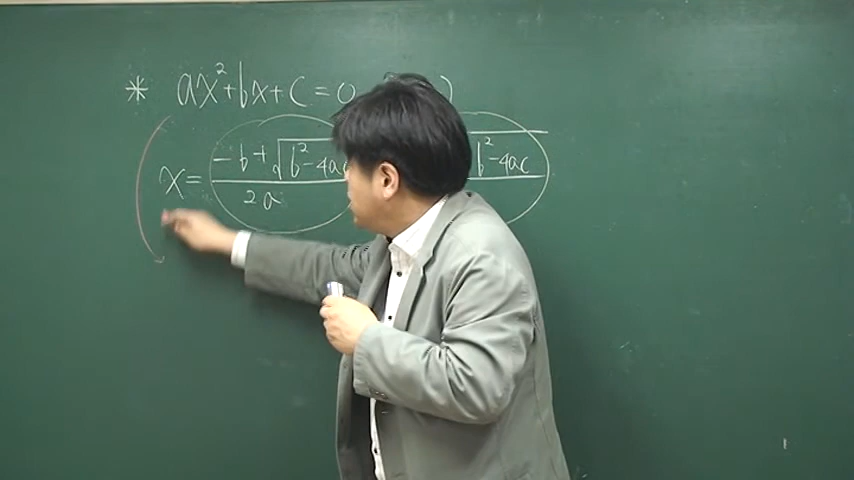 * ax²+bx+c=0
x= (-b+√(b²-4ac))/2a b²-4ac